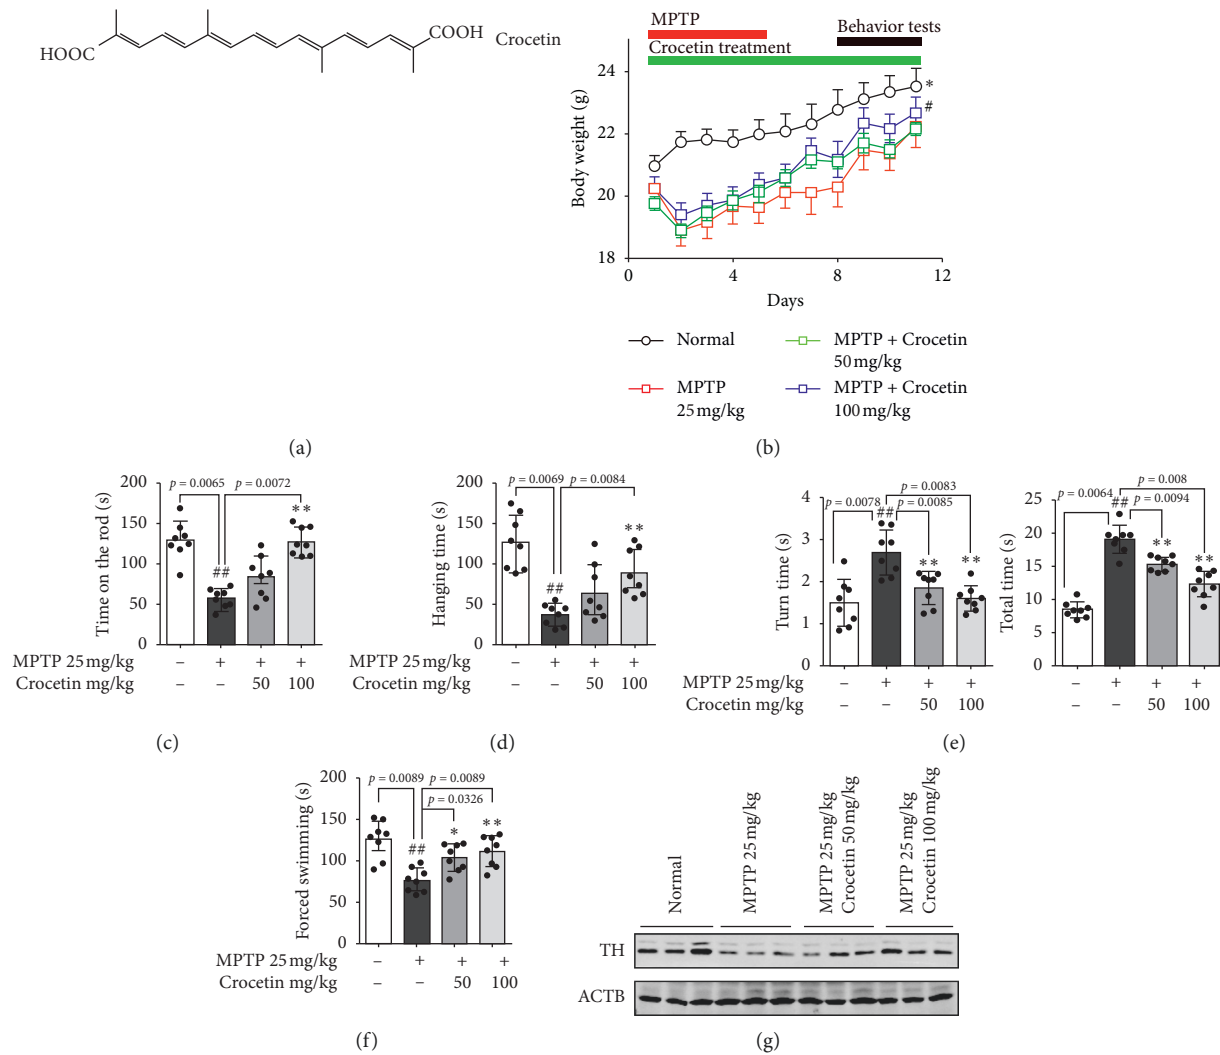 HOOC
COOH
Crocetin
(a)
MPTP
Behavior tests
Crocetin treatment
Body weight (g)
24
22
20
18
*
#
0
4
8
12
Days
Normal
MPTP + Crocetin
50 mg/kg
MPTP
25 mg/kg
MPTP + Crocetin
100 mg/kg
(b)
Time on the rod (s)
200
150
100
50
0
p = 0.0065
p = 0.0072
##
**
MPTP 25 mg/kg
– + + +
Crocetin mg/kg
– – 50 100
(c)
Hanging time (s)
200
150
100
50
0
p = 0.0069
p = 0.0084
##
**
– + + +
– – 50 100
(d)
Turn time (s)
4
3
2
1
0
p = 0.0078
p = 0.0083
p = 0.0085
##
**
**
MPTP 25 mg/kg
– + + +
Crocetin mg/kg
– – 50 100
Total time (s)
25
20
15
10
5
0
p = 0.0064
p = 0.008
p = 0.0094
##
**
**
– + + +
– – 50 100
(e)
Forced swimming (s)
200
150
100
50
0
p = 0.0089
p = 0.0089
p = 0.0326
##
*
**
MPTP 25 mg/kg
– + + +
Crocetin mg/kg
– – 50 100
(f)
Normal
MPTP 25 mg/kg
MPTP 25 mg/kg
Crocetin 50 mg/kg
MPTP 25 mg/kg
Crocetin 100 mg/kg
TH
ACTB
(g)